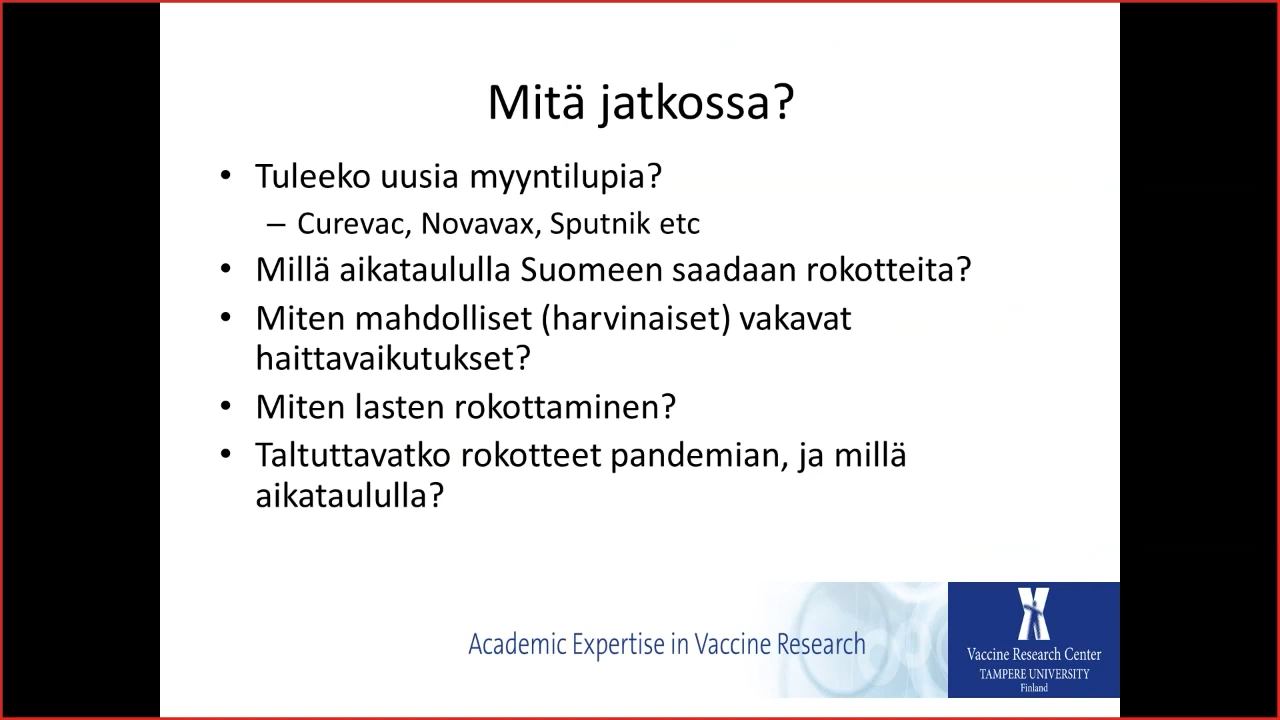 Mitä jatkossa?
• Tuleeko uusia myyntilupia?
– Curevac, Novavax, Sputnik etc
• Millä aikataululla Suomeen saadaan rokotteita?
• Miten mahdolliset (harvinaiset) vakavat
haittavaikutukset?
• Miten lasten rokottaminen?
• Taltuttavatko rokotteet pandemian, ja millä
aikataululla?
Academic Expertise in Vaccine Research
Vaccine Research Center
TAMPERE UNIVERSITY
Finland